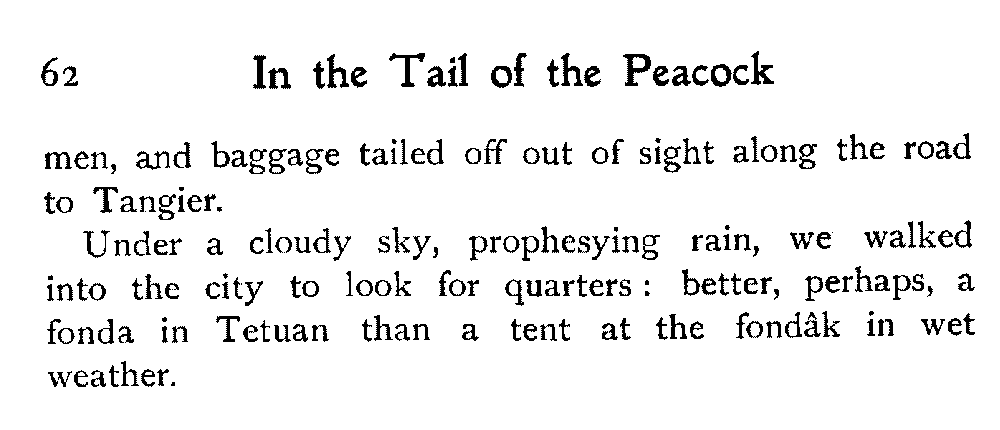 62 In the Tail of the Peacock
men, and baggage tailed off out of sight along the road
to Tangier.
Under a cloudy sky, prophesying rain, we walked
into the city to look for quarters : better, perhaps, a
fonda in Tetuan than a tent at the fondâk in wet
weather.